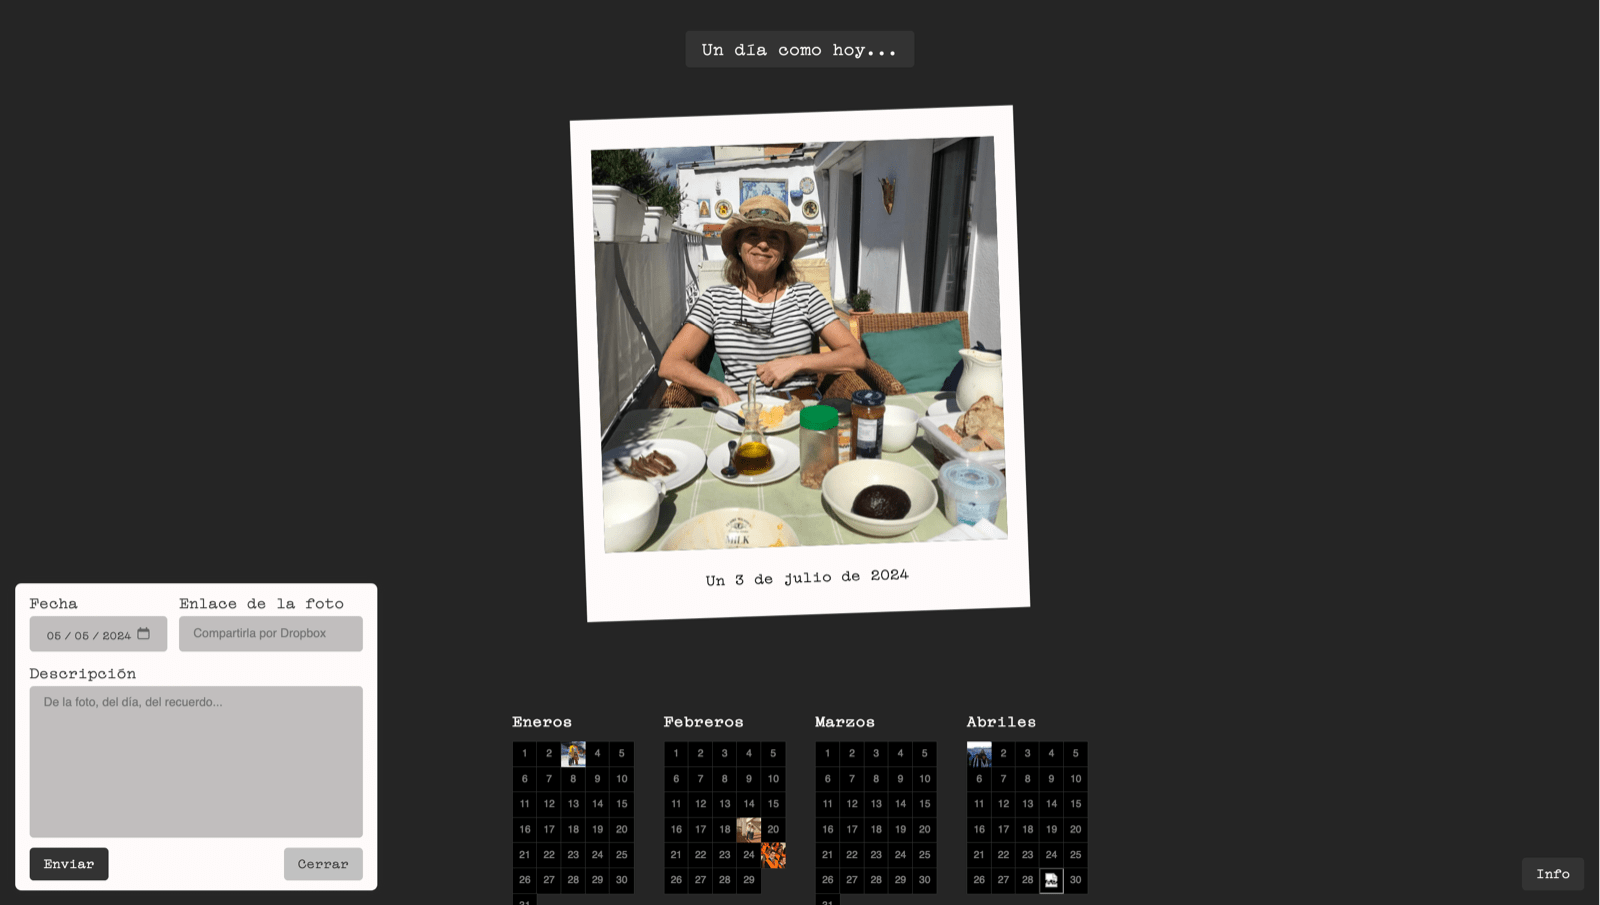 Un día como hoy...
MILK
Un 3 de julio de 2024
Fecha
Enlace de la foto
05 / 05 / 2024
Compartirla por Dropbox
Descripción
De la foto, del día, del recuerdo...
Enviar
Cerrar
Eneros
1 2 4 5
6 7 8 9 10
11 12 13 14 15
16 17 18 19 20
21 22 23 24 25
26 27 28 29 30
31
Febreros
1 2 3 4 5
6 7 8 9 10
11 12 13 14 15
16 17 18 20
21 22 23 24
26 27 28 29
Marzos
1 2 3 4 5
6 7 8 9 10
11 12 13 14 15
16 17 18 19 20
21 22 23 24 25
26 27 28 29 30
31
Abriles
2 3 4 5
6 7 8 9 10
11 12 13 14 15
16 17 18 19 20
21 22 23 24 25
26 27 28 30
Info